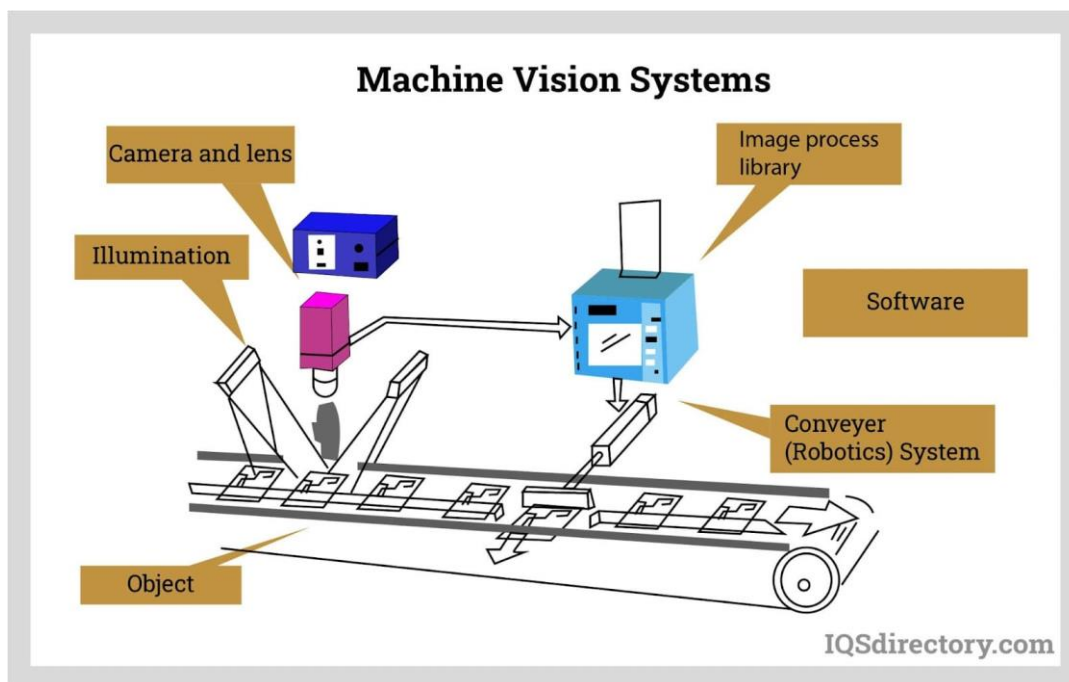 Machine Vision Systems
Camera and lens
Image process
library
Illumination
Software
Conveyer
(Robotics) System
Object
IQSdirectory.com